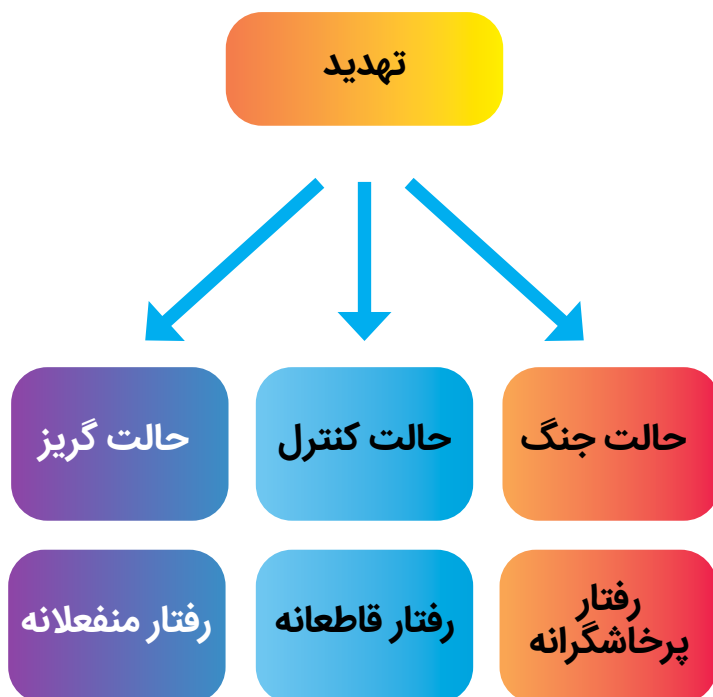 تهدید
حالت جنگ
حالت کنترل
حالت گریز
رفتار
پرخاشگرانه
رفتار قاطعانه
رفتار منفعلانه